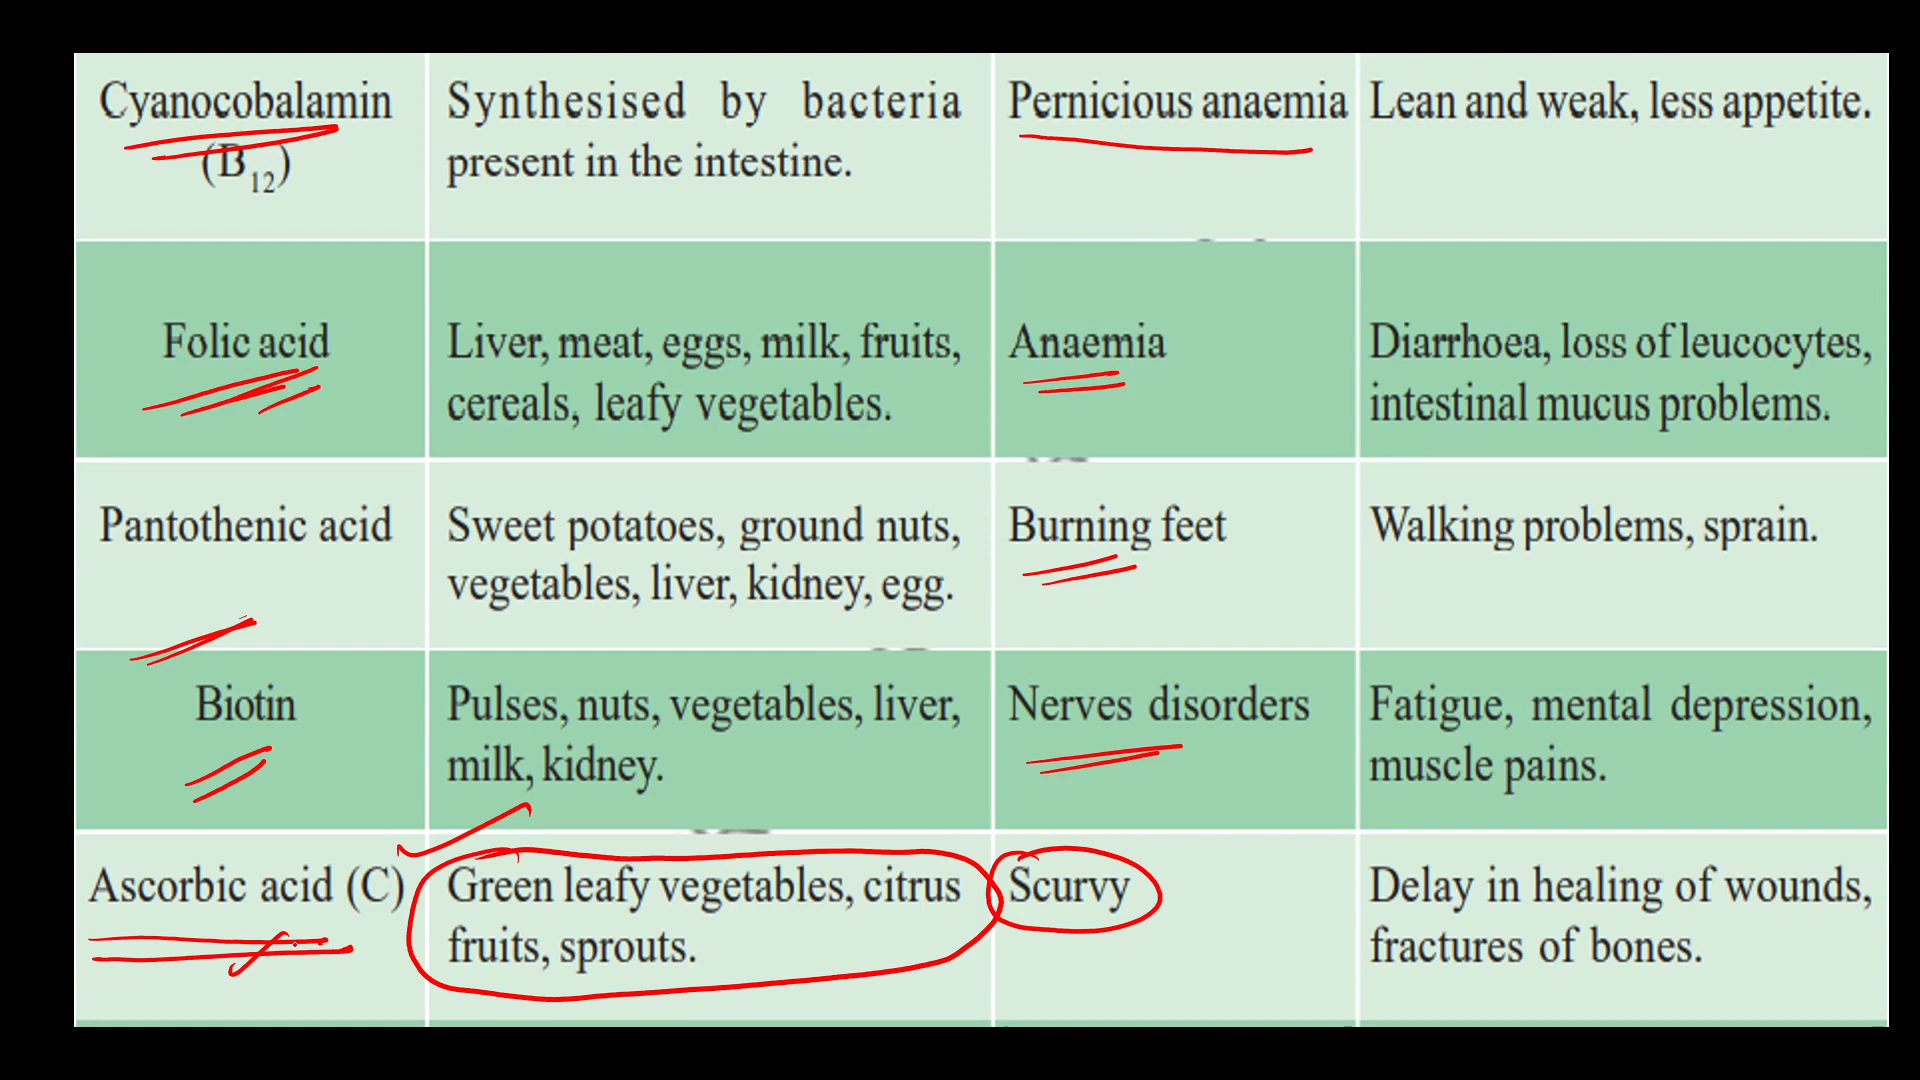 Cyanocobalamin
(B12)
Synthesised by bacteria
present in the intestine.
Pernicious anaemia
Lean and weak, less appetite.
Folic acid
Liver, meat, eggs, milk, fruits,
cereals, leafy vegetables.
Anaemia
Diarrhoea, loss of leucocytes,
intestinal mucus problems.
Pantothenic acid
Sweet potatoes, ground nuts,
vegetables, liver, kidney, egg.
Burning feet
Walking problems, sprain.
Biotin
Pulses, nuts, vegetables, liver,
milk, kidney.
Nerves disorders
Fatigue, mental depression,
muscle pains.
Ascorbic acid (C)
Green leafy vegetables, citrus
fruits, sprouts.
Scurvy
Delay in healing of wounds,
fractures of bones.